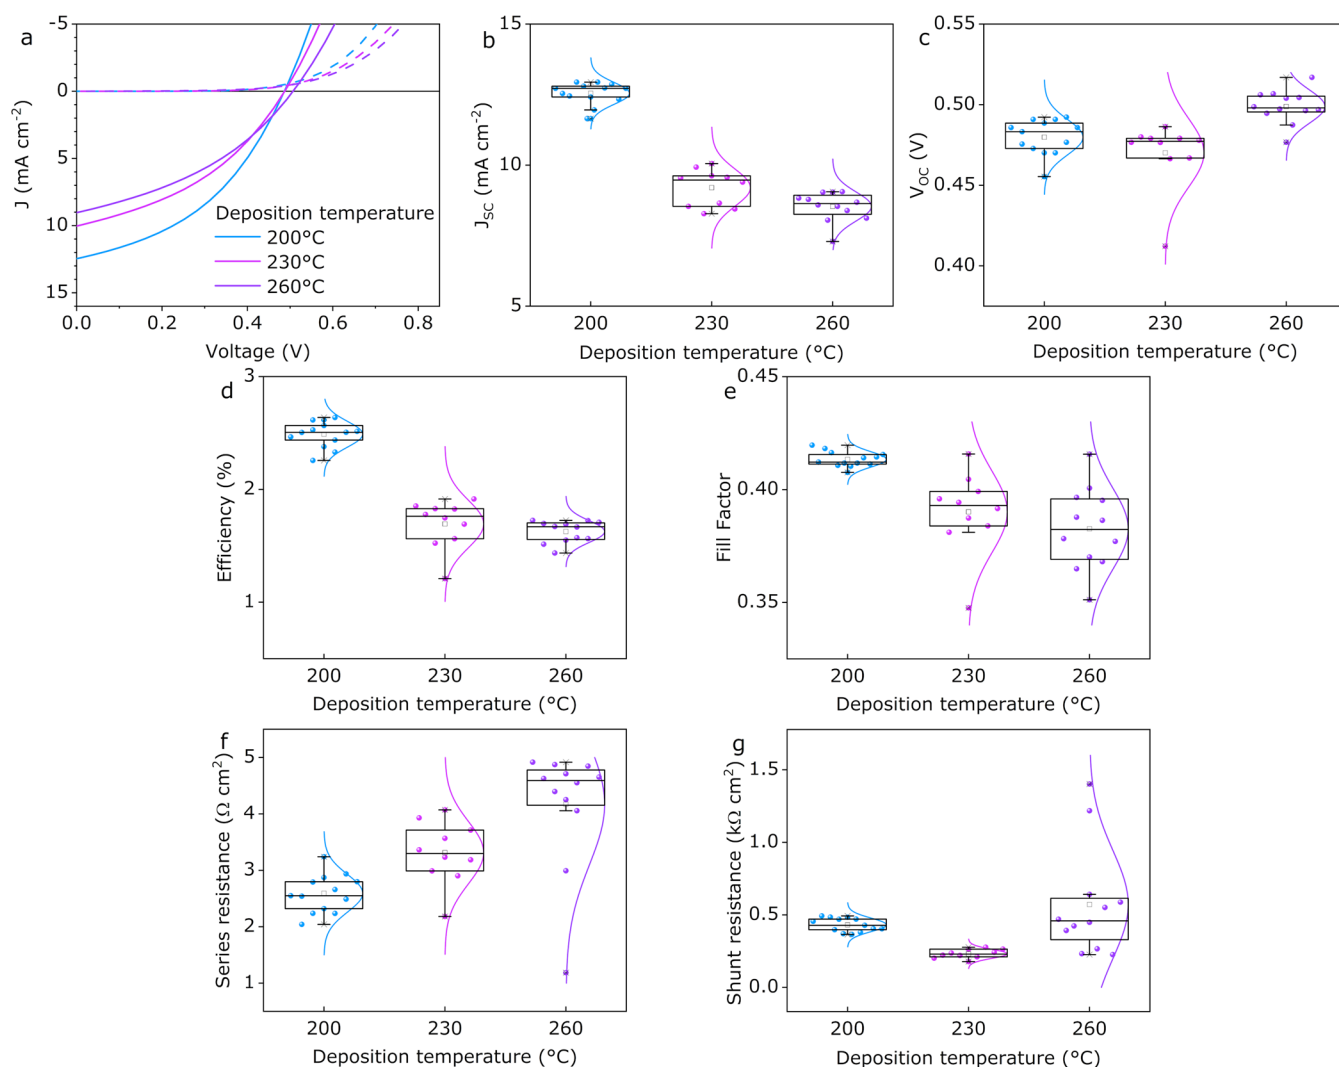 a
-5
0
5
10
15
J (mA cm-2)
0.0 0.2 0.4 0.6 0.8
Voltage (V)
Deposition temperature
200°C
230°C
260°C
b
15
10
5
JSC (mA cm-2)
200 230 260
Deposition temperature (°C)
c
0.55
0.50
0.45
0.40
VOC (V)
200 230 260
Deposition temperature (°C)
d
3
2
1
Efficiency (%)
200 230 260
Deposition temperature (°C)
e
0.45
0.40
0.35
Fill Factor
200 230 260
Deposition temperature (°C)
f
5
4
3
2
1
Series resistance (Ω cm2)
200 230 260
Deposition temperature (°C)
g
1.5
1.0
0.5
0.0
Shunt resistance (kΩ cm2)
200 230 260
Deposition temperature (°C)